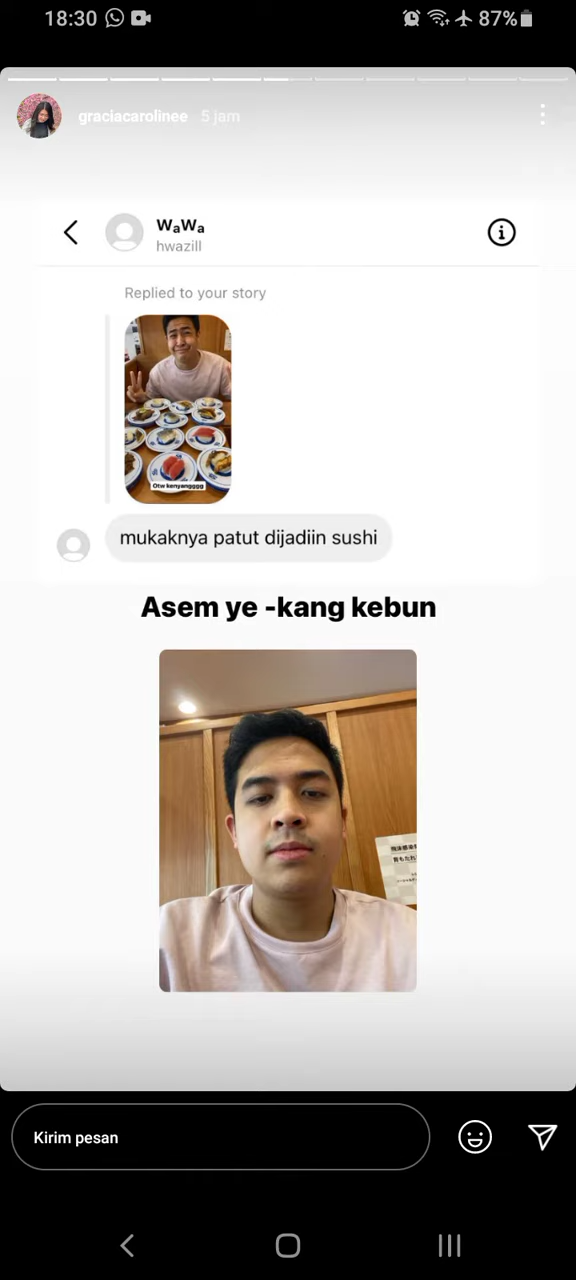 18:30
87%
graciacarolinee 5 jam
WaWa
hwazill
Replied to your story
Otw kenyangggg
mukaknya patut dijadiin sushi
Asem ye -kang kebun
Kirim pesan